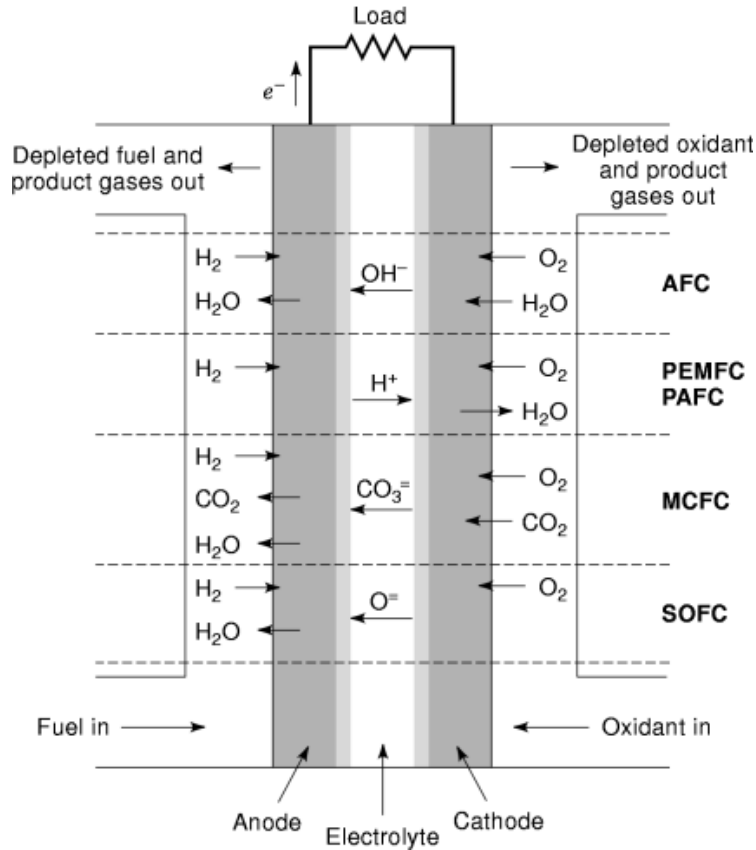 Load
e⁻
Depleted fuel and
product gases out
Depleted oxidant
and product
gases out
H₂
OH⁻
O₂
AFC
H₂O
H₂O
H₂
H⁺
O₂
PEMFC
PAFC
H₂O
H₂
CO₂
CO₃⁼
O₂
MCFC
CO₂
H₂O
H₂
O⁼
O₂
SOFC
H₂O
Fuel in
Oxidant in
Anode
Electrolyte
Cathode